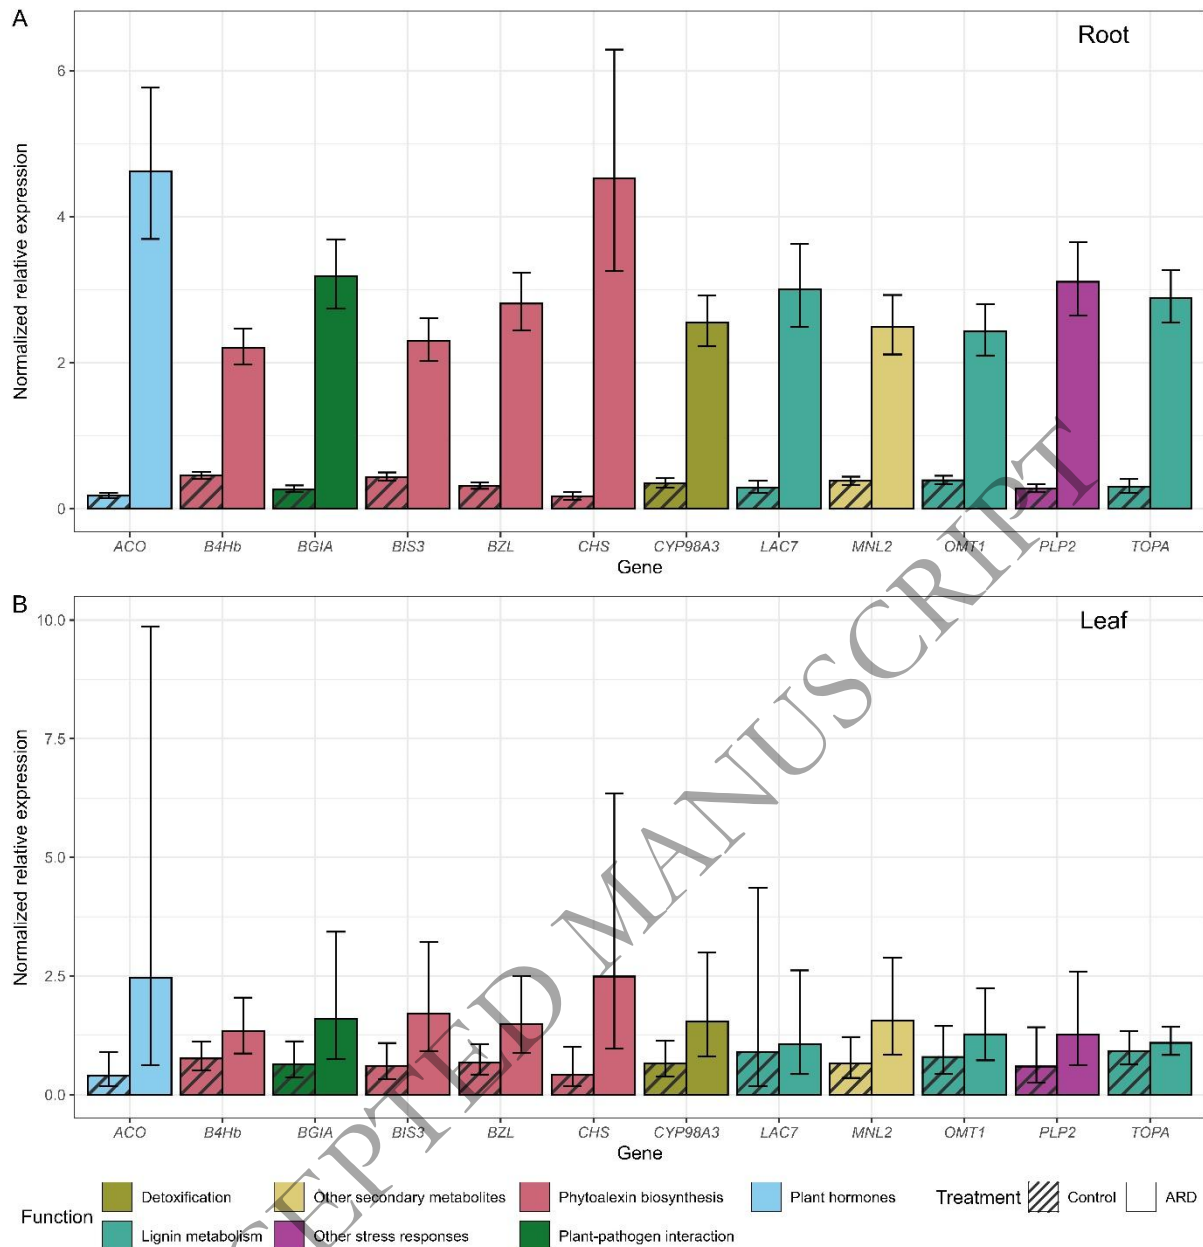 A
Root
Normalized relative expression
6
4
2
0
ACO B4Hb BGIA BIS3 BZL CHS CYP98A3 LAC7 MNL2 OMT1 PLP2 TOPA
Gene
B
Leaf
Normalized relative expression
10.0
7.5
5.0
2.5
0.0
ACO B4Hb BGIA BIS3 BZL CHS CYP98A3 LAC7 MNL2 OMT1 PLP2 TOPA
Gene
Function
Detoxification Other secondary metabolites Phytoalexin biosynthesis Plant hormones
Lignin metabolism Other stress responses Plant-pathogen interaction
Treatment Control ARD
CEPTED MANUSCRIPT